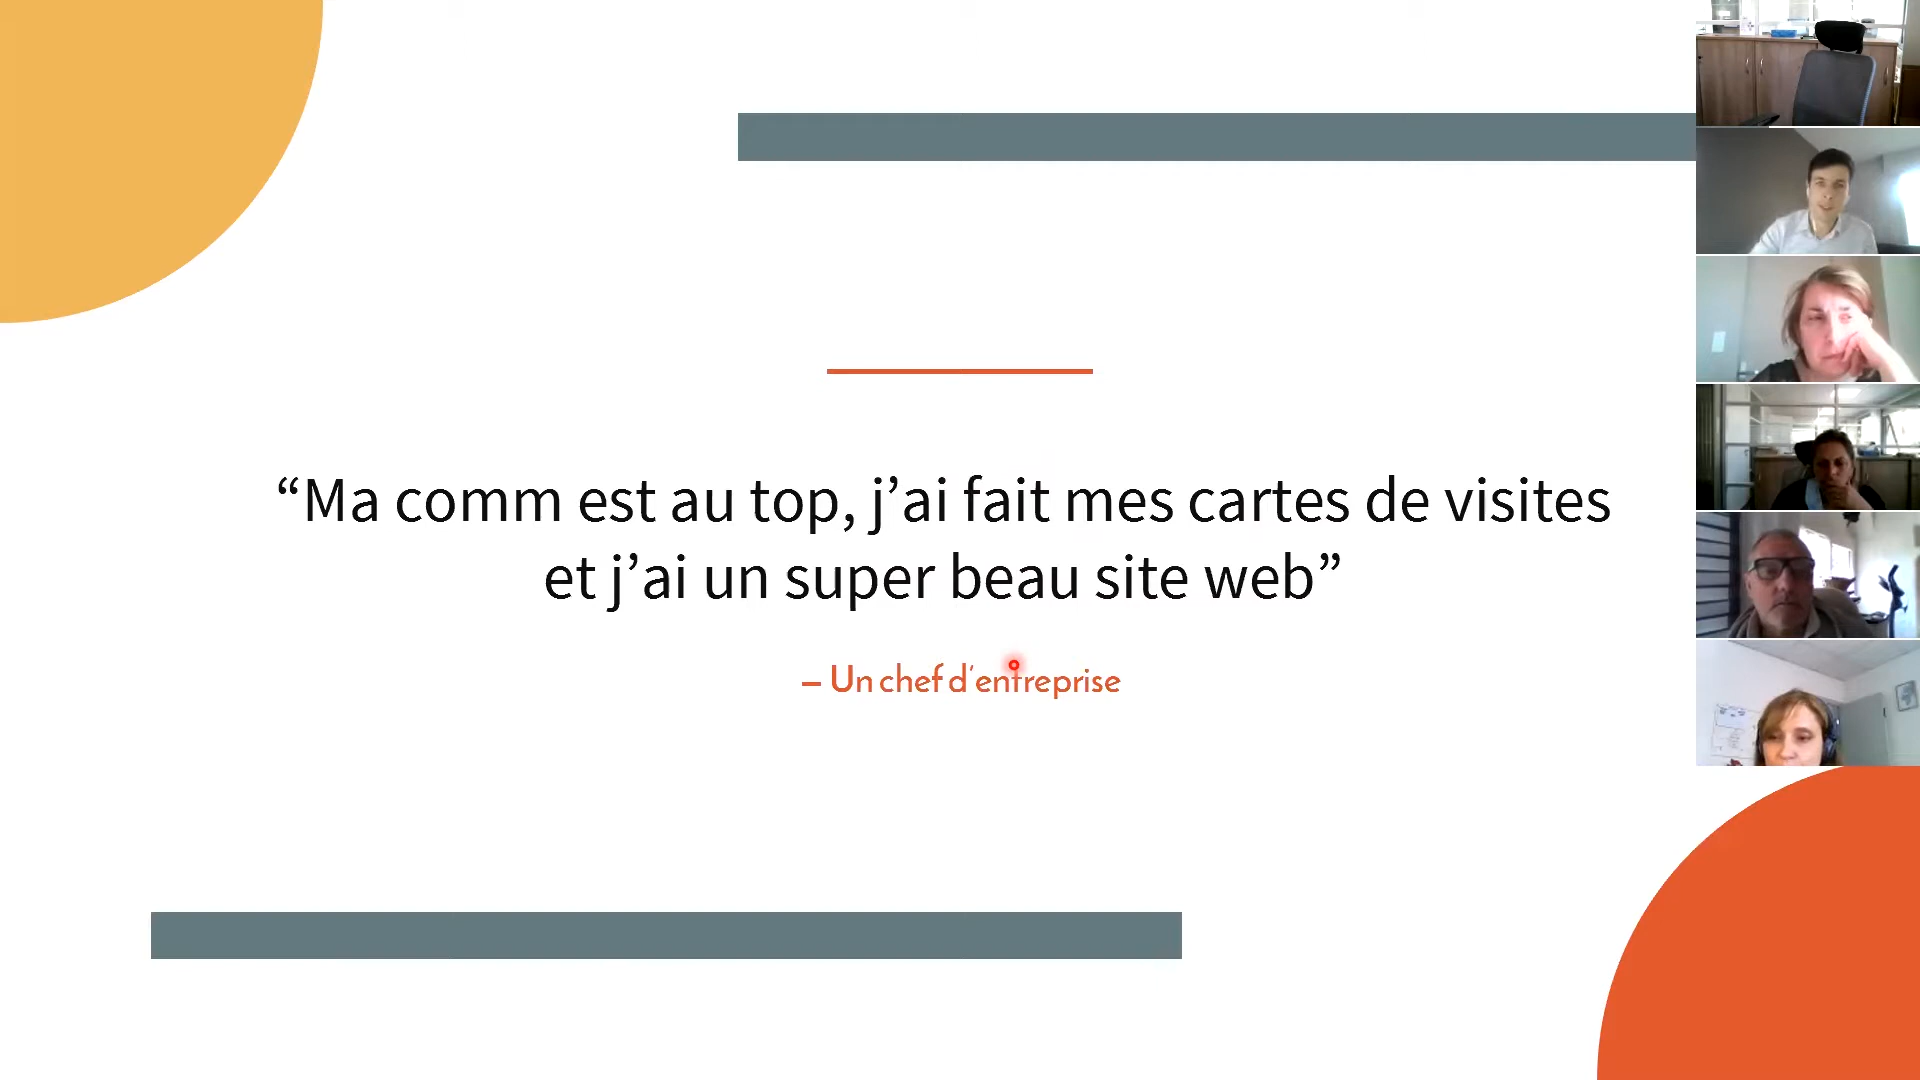 “Ma comm est au top, j’ai fait mes cartes de visites
et j’ai un super beau site web”
– Un chef d’entreprise